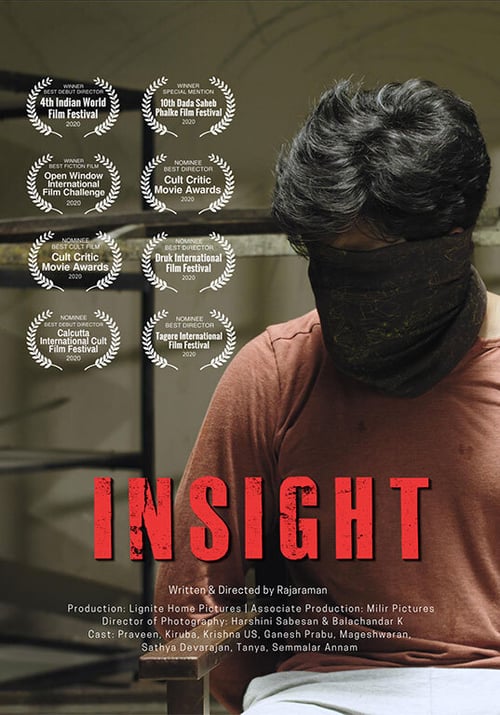 WINNER
BEST DEBUT DIRECTOR
4th Indian World
Film Festival
2020
WINNER
SPECIAL MENTION
10th Dada Saheb
Phalke Film Festival
2020
WINNER
BEST FICTION FILM
Open Window
International
Film Challenge
2020
NOMINEE
BEST DIRECTOR
Cult Critic
Movie Awards
2020
NOMINEE
BEST CULT FILM
Cult Critic
Movie Awards
2020
NOMINEE
BEST DIRECTOR
Druk International
Film Festival
2020
NOMINEE
BEST DEBUT DIRECTOR
Calcutta
International Cult
Film Festival
2020
NOMINEE
BEST DIRECTOR
Tagore International
Film Festival
2020
INSIGHT
Written & Directed by Rajaraman
Production: Lignite Home Pictures | Associate Production: Milir Pictures
Director of Photography: Harshini Sabesan & Balachandar K
Cast: Praveen, Kiruba, Krishna US, Ganesh Prabu, Mageshwaran,
Sathya Devarajan, Tanya, Semmalar Annam